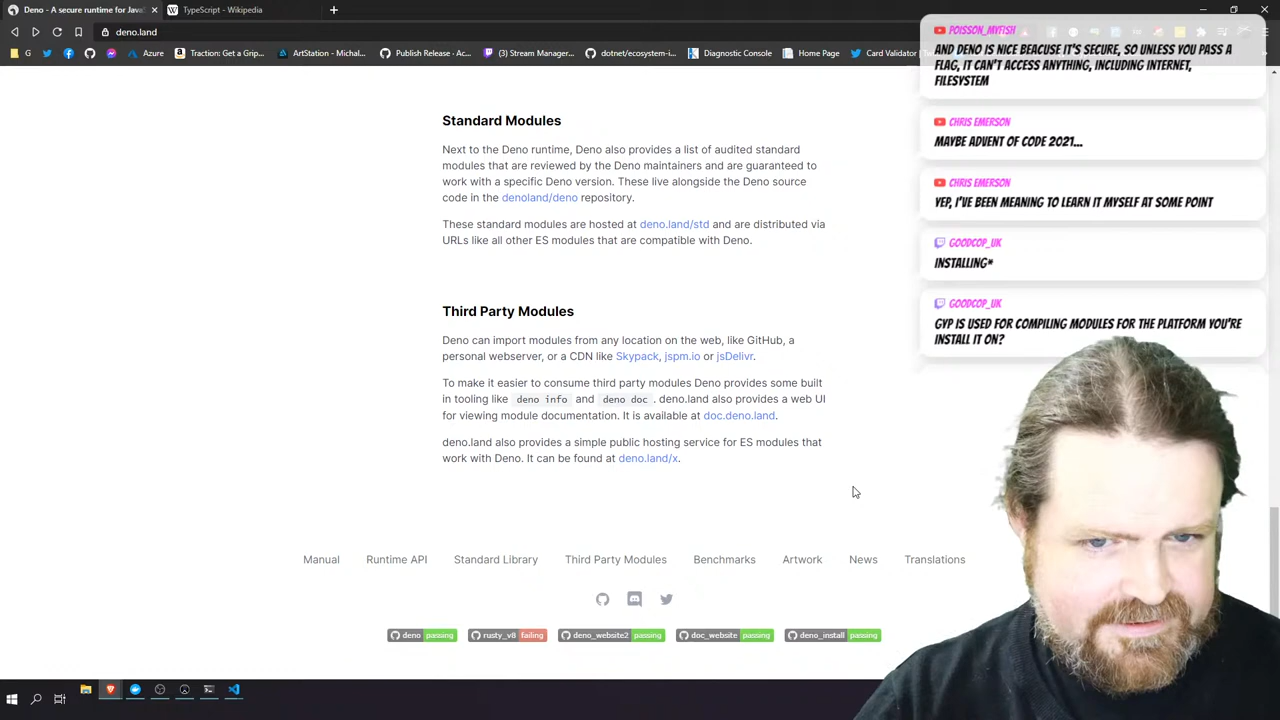 Deno - A secure runtime for Java
TypeScript - Wikipedia
deno.land
G
Azure
Traction: Get a Gripp...
ArtStation - Michal...
Publish Release - Ac...
(3) Stream Manager...
dotnet/ecosystem-i...
Diagnostic Console
Home Page
Card Validator | Test
POISSON_MYFISH
AND DENO IS NICE BEACUSE IT'S SECURE, SO UNLESS YOU PASS A
FLAG, IT CAN'T ACCESS ANYTHING, INCLUDING INTERNET,
FILESYSTEM
CHRIS EMERSON
MAYBE ADVENT OF CODE 2021...
CHRIS EMERSON
YEP, I'VE BEEN MEANING TO LEARN IT MYSELF AT SOME POINT
GOODCOP_UK
INSTALLING*
GOODCOP_UK
GYP IS USED FOR COMPILING MODULES FOR THE PLATFORM YOU'RE
INSTALL IT ON?
Standard Modules
Next to the Deno runtime, Deno also provides a list of audited standard
modules that are reviewed by the Deno maintainers and are guaranteed to
work with a specific Deno version. These live alongside the Deno source
code in the denoland/deno repository.
These standard modules are hosted at deno.land/std and are distributed via
URLs like all other ES modules that are compatible with Deno.
Third Party Modules
Deno can import modules from any location on the web, like GitHub, a
personal webserver, or a CDN like Skypack, jspm.io or jsDelivr.
To make it easier to consume third party modules Deno provides some built
in tooling like deno info and deno doc. deno.land also provides a web UI
for viewing module documentation. It is available at doc.deno.land.
deno.land also provides a simple public hosting service for ES modules that
work with Deno. It can be found at deno.land/x.
Manual Runtime API Standard Library Third Party Modules Benchmarks Artwork News Translations
deno passing rusty_v8 failing deno_website2 passing doc_website passing deno_install passing